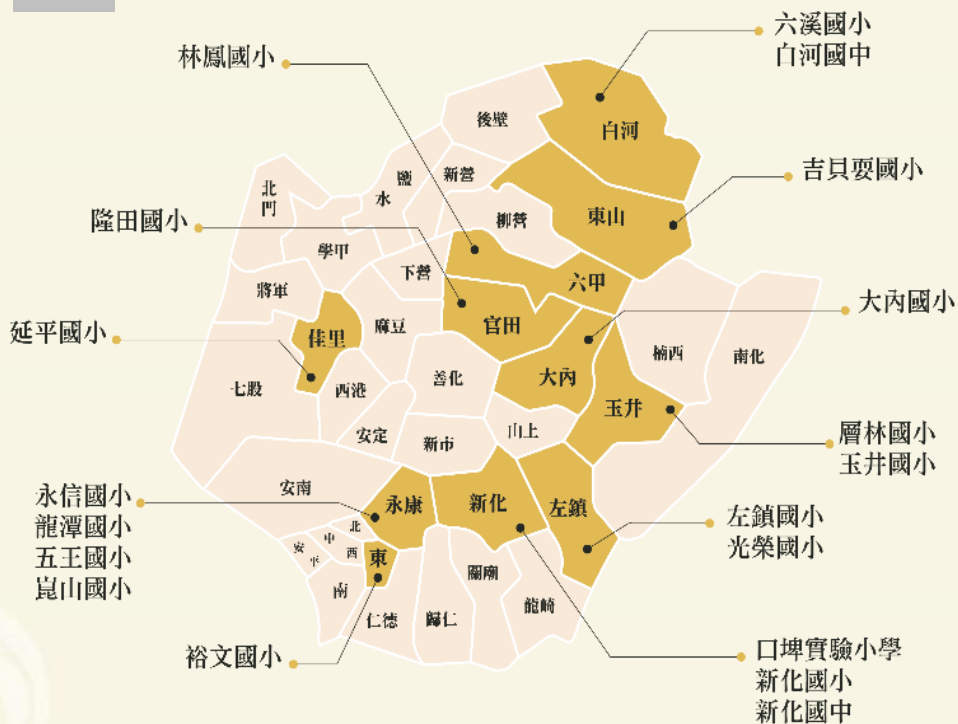 六溪國小
白河國中
林鳳國小
後壁
白河
吉貝耍國小
新營
鹽水
北門
柳營
東山
隆田國小
學甲
下營
六甲
將軍
大內國小
官田
延平國小
佳里
麻豆
楠西
南化
七股
西港
善化
大內
玉井
安定
新市
山上
層林國小
玉井國小
安南
永康
新化
左鎮
永信國小
龍潭國小
五王國小
崑山國小
左鎮國小
光榮國小
北
中西
安平
東
南
仁德
歸仁
關廟
龍崎
裕文國小
口埤實驗小學
新化國小
新化國中